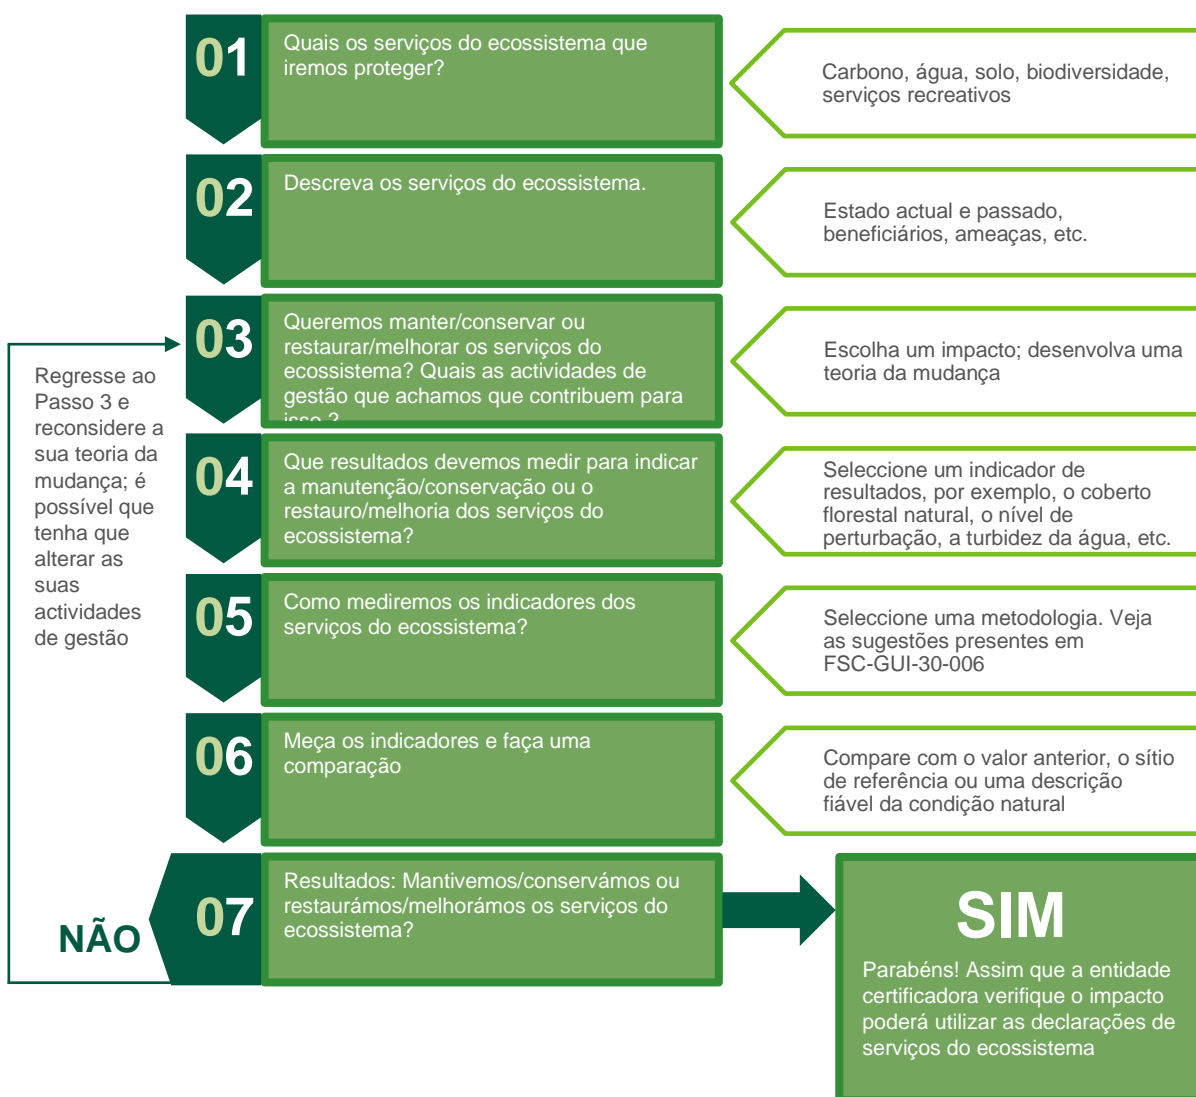 01
Quais os serviços do ecossistema que
iremos proteger?
Carbono, água, solo, biodiversidade,
serviços recreativos
02
Descreva os serviços do ecossistema.
Estado actual e passado,
beneficiários, ameaças, etc.
03
Queremos manter/conservar ou
restaurar/melhorar os serviços do
ecossistema? Quais as actividades de
gestão que achamos que contribuem para
isso ?
Escolha um impacto; desenvolva uma
teoria da mudança
Regresse ao
Passo 3 e
reconsidere a
sua teoria da
mudança; é
possível que
tenha que
alterar as
suas
actividades
de gestão
04
Que resultados devemos medir para indicar
a manutenção/conservação ou o
restauro/melhoria dos serviços do
ecossistema?
Seleccione um indicador de
resultados, por exemplo, o coberto
florestal natural, o nível de
perturbação, a turbidez da água, etc.
05
Como mediremos os indicadores dos
serviços do ecossistema?
Seleccione uma metodologia. Veja
as sugestões presentes em
FSC-GUI-30-006
06
Meça os indicadores e faça uma
comparação
Compare com o valor anterior, o sítio
de referência ou uma descrição
fiável da condição natural
07
Resultados: Mantivemos/conservámos ou
restaurámos/melhorámos os serviços do
ecossistema?
NÃO
SIM
Parabéns! Assim que a entidade
certificadora verifique o impacto
poderá utilizar as declarações de
serviços do ecossistema